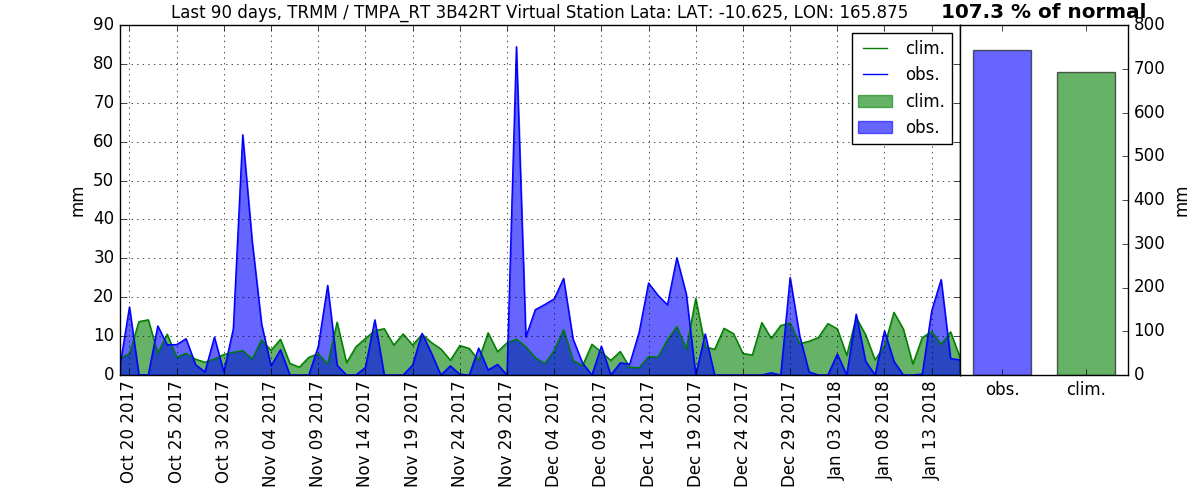 Last 90 days, TRMM / TMPA_RT 3B42RT Virtual Station Lata: LAT: -10.625, LON: 165.875
107.3 % of normal
90
80
70
60
50
40
30
20
10
0
mm
clim.
obs.
clim.
obs.
Oct 20 2017
Oct 25 2017
Oct 30 2017
Nov 04 2017
Nov 09 2017
Nov 14 2017
Nov 19 2017
Nov 24 2017
Nov 29 2017
Dec 04 2017
Dec 09 2017
Dec 14 2017
Dec 19 2017
Dec 24 2017
Dec 29 2017
Jan 03 2018
Jan 08 2018
Jan 13 2018
800
700
600
500
400
300
200
100
0
mm
obs.
clim.